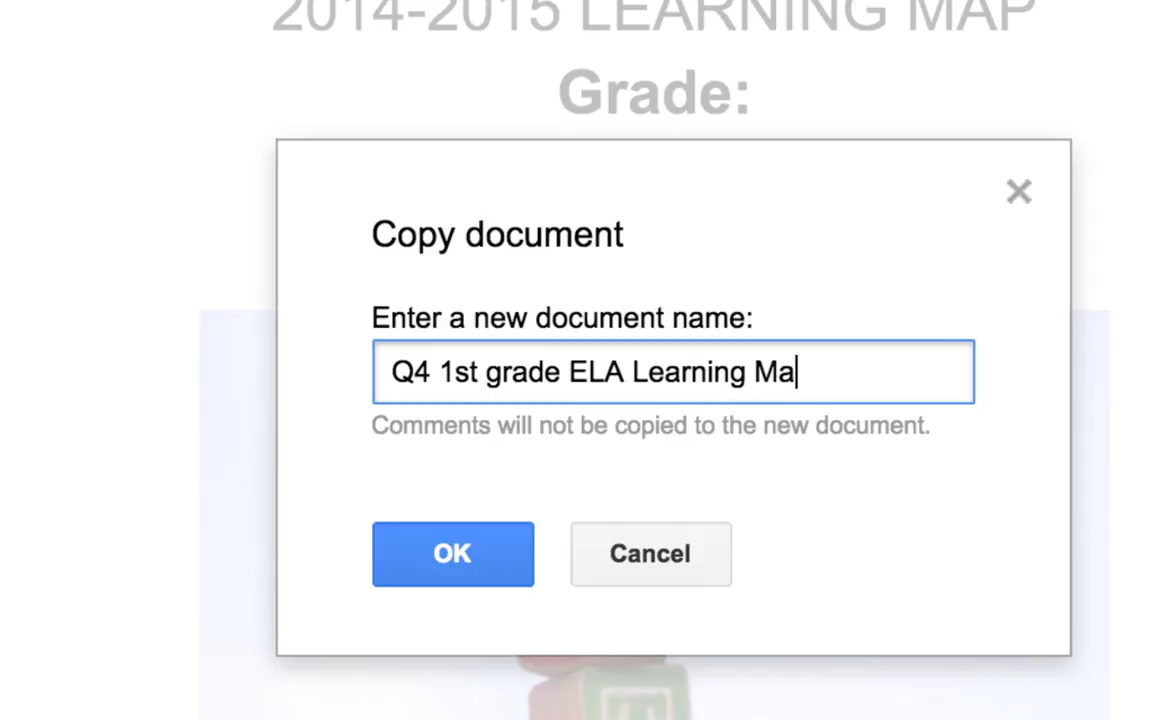 2014-2015 LEARNING MAP
Grade:
Copy document
Enter a new document name:
Q4 1st grade ELA Learning Ma
Comments will not be copied to the new document.
OK Cancel